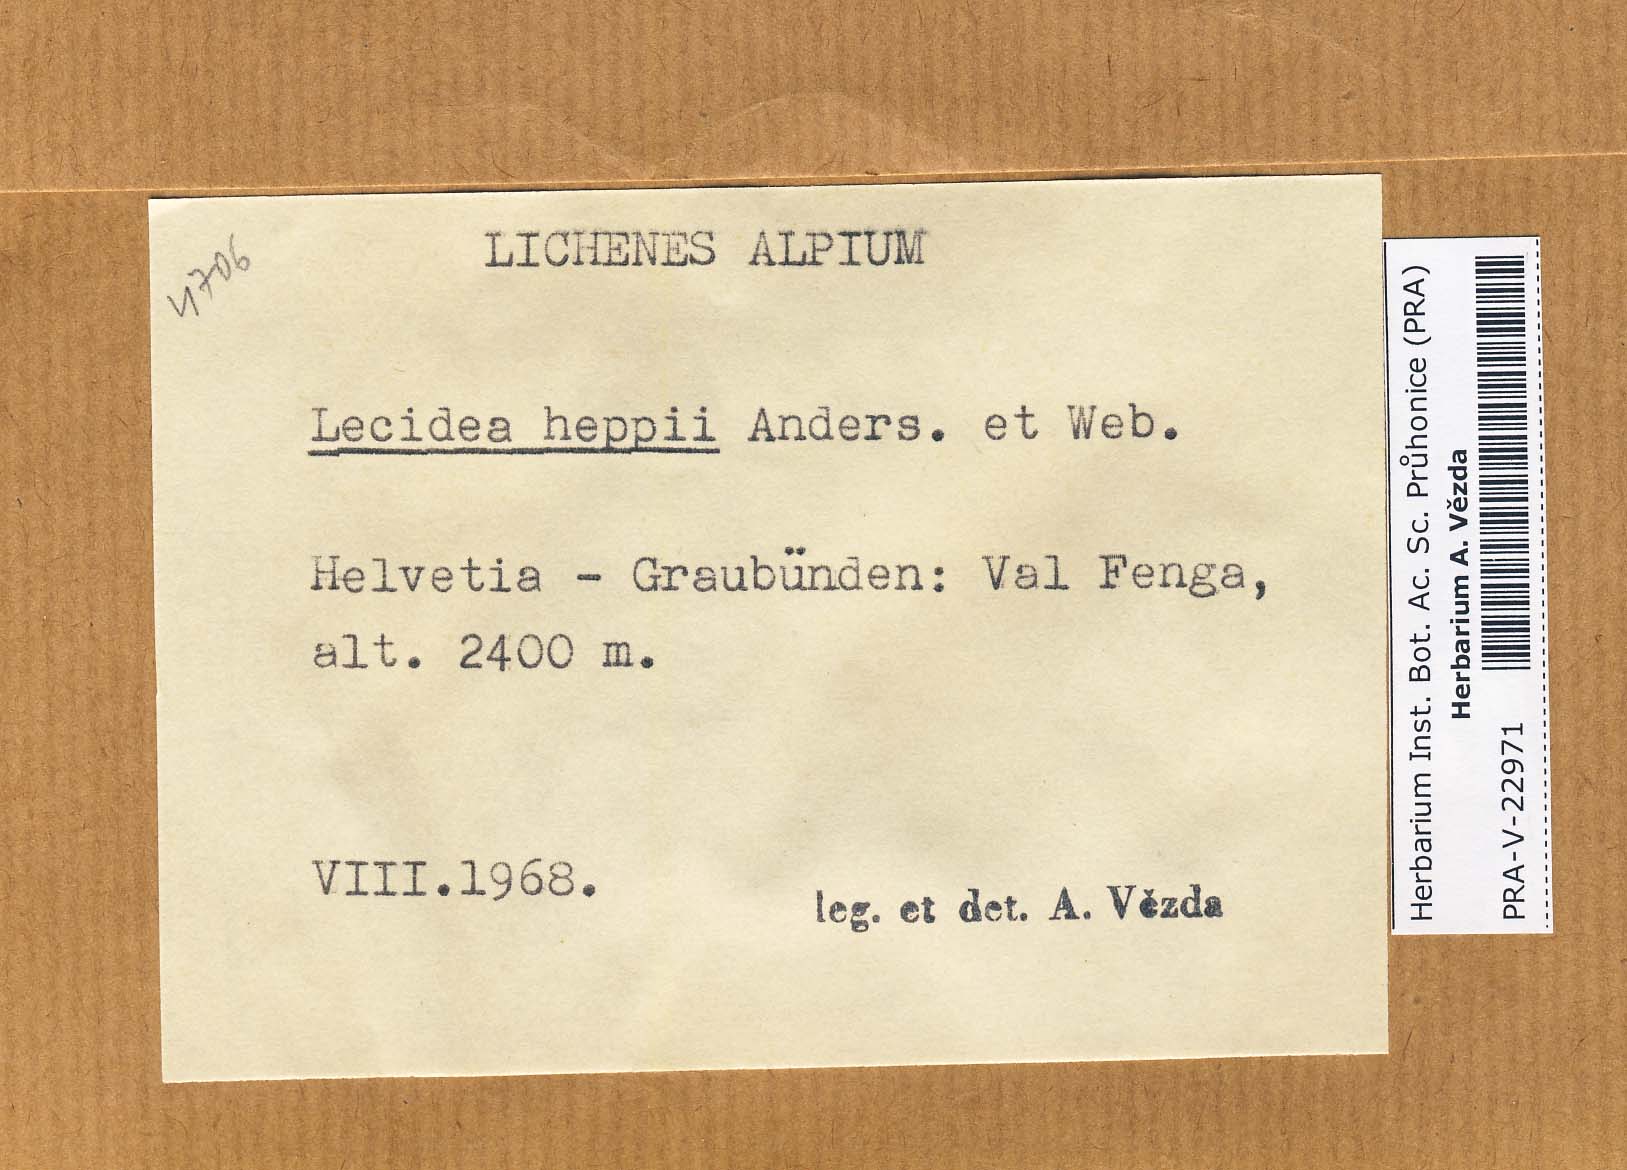 4706
LICHENES ALPIUM
Lecidea heppii Anders. et Web.
Helvetia - Graubünden: Val Fenga,
alt. 2400 m.
VIII.1968.
leg. et det. A. Vězda
Herbarium Inst. Bot. Ac. Sc. Průhonice (PRA)
Herbarium A. Vězda
PRA-V-22971